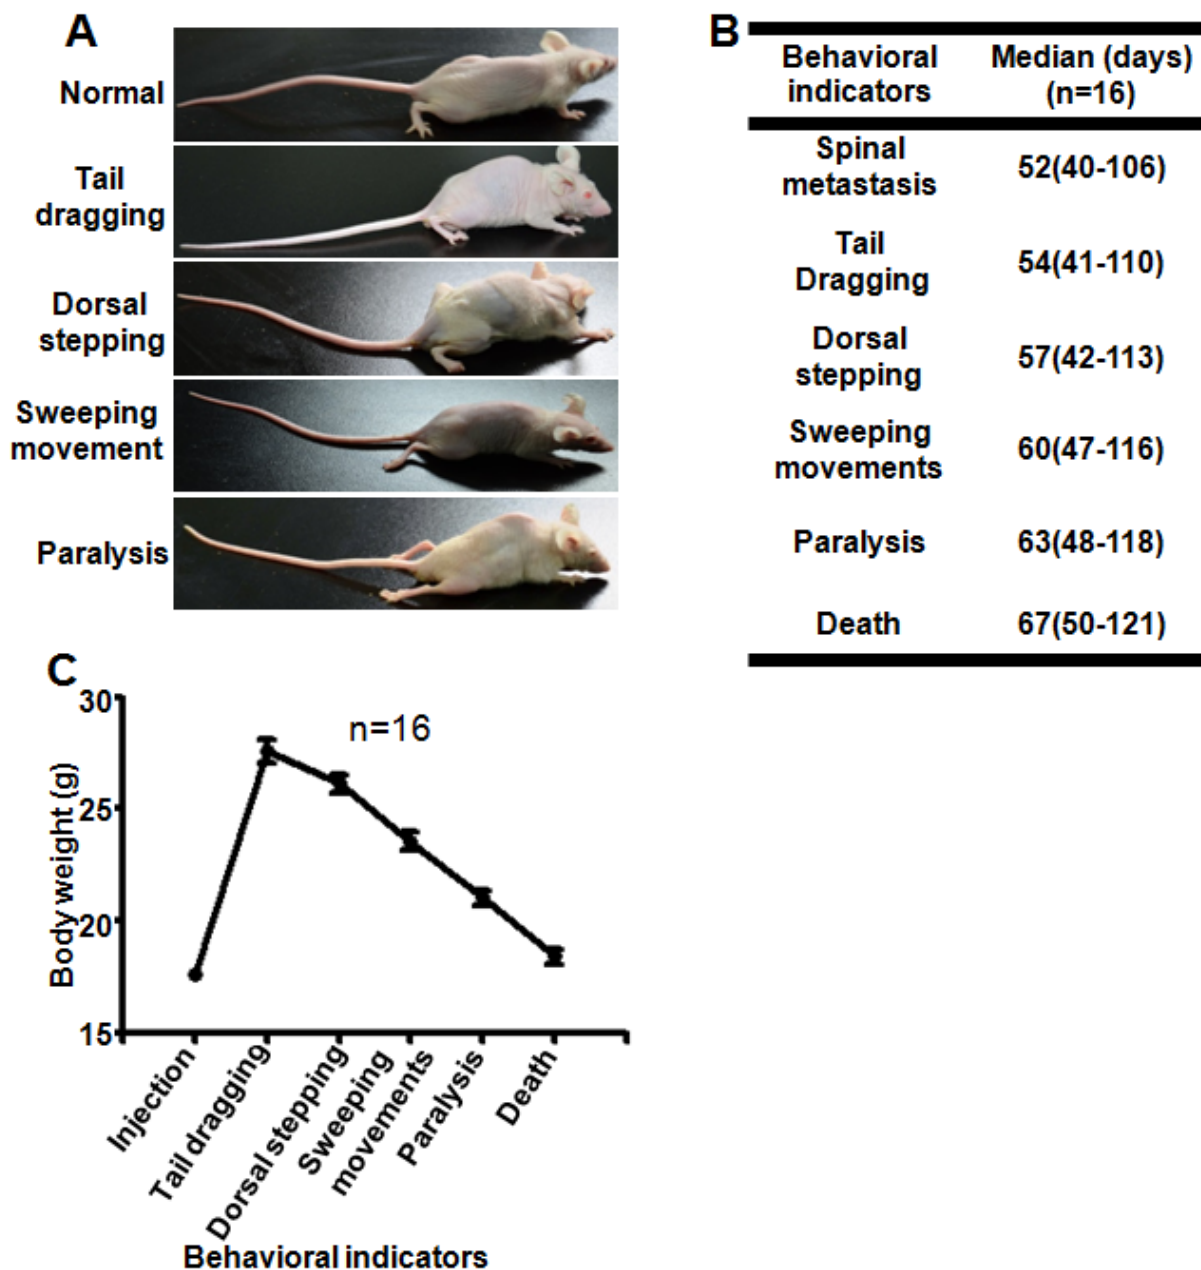 A
Normal
Tail
dragging
Dorsal
stepping
Sweeping
movement
Paralysis
B
Behavioral
indicators
Median (days)
(n=16)
Spinal
metastasis
52(40-106)
Tail
Dragging
54(41-110)
Dorsal
stepping
57(42-113)
Sweeping
movements
60(47-116)
Paralysis
63(48-118)
Death
67(50-121)
C
n=16
Body weight (g)
30
25
20
15
Injection
Tail dragging
Dorsal stepping
Sweeping
movements
Paralysis
Death
Behavioral indicators